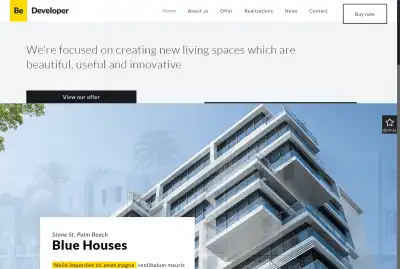 Be Developer
Home About us Offer Realizations News Contact Buy now
We're focused on creating new living spaces which are
beautiful, useful and innovative
View our offer
demos
Stone St. Palm Beach
Blue Houses
Nulla imperdiet sit amet magna vestibulum mauris